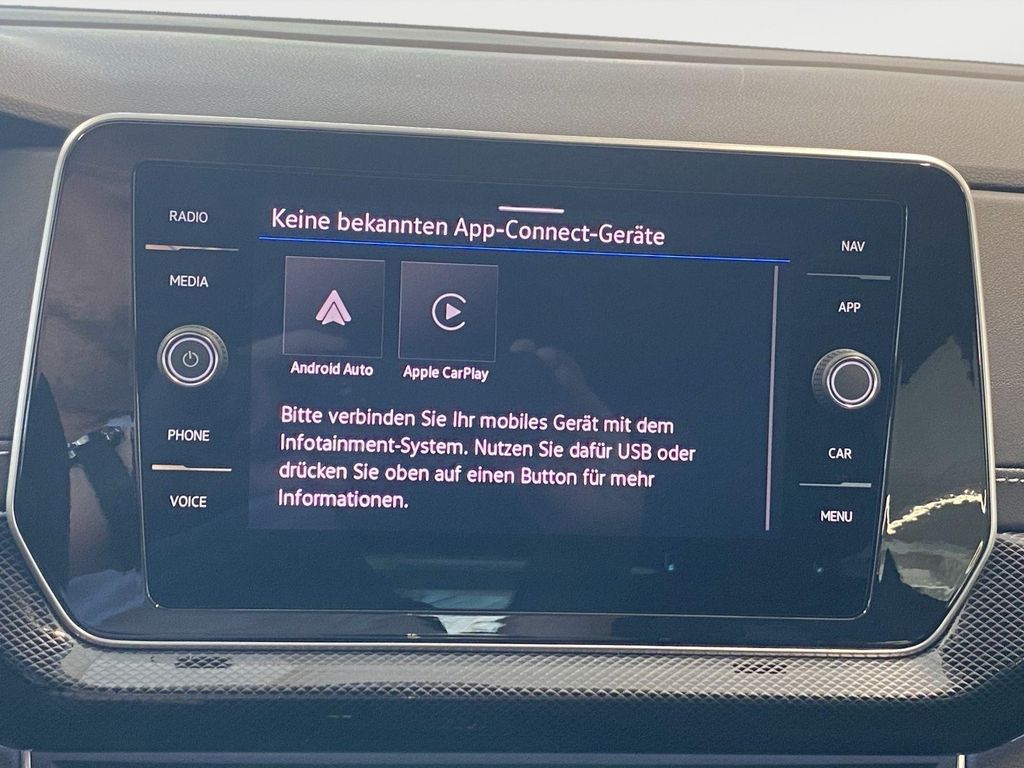 RADIO
MEDIA
PHONE
VOICE
Keine bekannten App-Connect-Geräte
Android Auto
Apple CarPlay
Bitte verbinden Sie Ihr mobiles Gerät mit dem
Infotainment-System. Nutzen Sie dafür USB oder
drücken Sie oben auf einen Button für mehr
Informationen.
NAV
APP
CAR
MENU